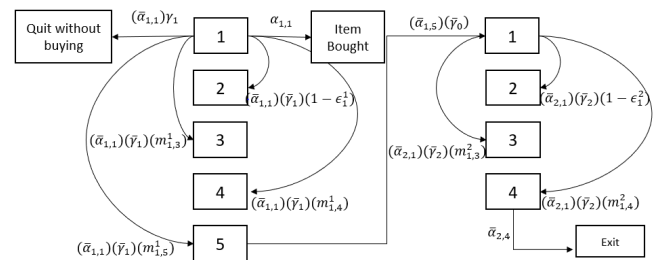 Quit without
buying
(ᾱ₁,₁)γ₁
1
α₁,₁
Item
Bought
2
(ᾱ₁,₁)(γ̄₁)(1 − ϵ₁¹)
3
(ᾱ₁,₁)(γ̄₁)(m¹₁,₃)
4
(ᾱ₁,₁)(γ̄₁)(m¹₁,₄)
5
(ᾱ₁,₁)(γ̄₁)(m¹₁,₅)
(ᾱ₁,₅)(γ̄₀)
1
2
(ᾱ₂,₁)(γ̄₂)(1 − ϵ₁²)
3
(ᾱ₂,₁)(γ̄₂)(m²₁,₃)
4
(ᾱ₂,₁)(γ̄₂)(m²₁,₄)
ᾱ₂,₄
Exit